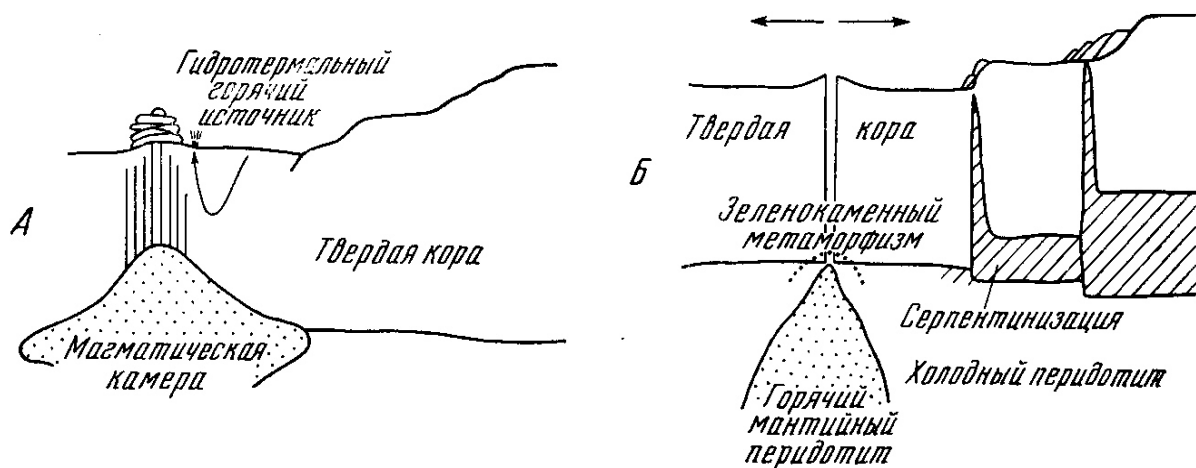 Гидротермальный
горячий
источник
А
Твердая кора
Магматическая
камера
Твердая кора
Б
Зеленокаменный
метаморфизм
Серпентинизация
Холодный перидотит
Горячий
мантийный
перидотит